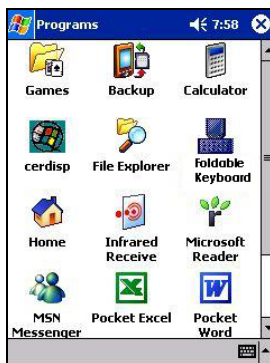 Programs 7:58
Games Backup Calculator
cerdisp File Explorer Foldable
Keyboard
Home Infrared Microsoft
Receive Reader
MSN Pocket Excel Pocket
Messenger Word